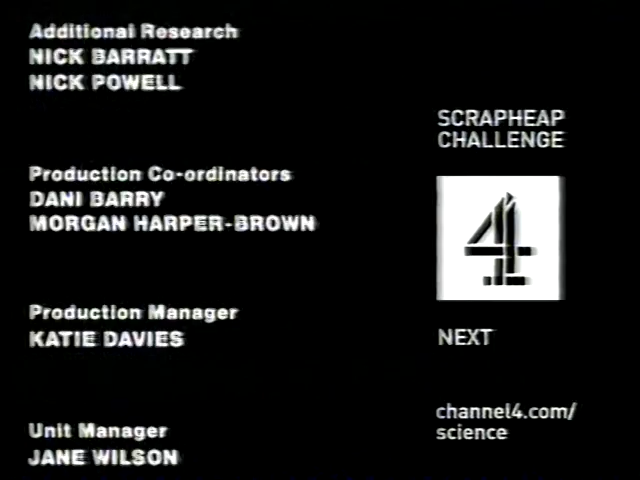 Additional Research
NICK BARRATT
NICK POWELL
Production Co-ordinators
DANI BARRY
MORGAN HARPER-BROWN
Production Manager
KATIE DAVIES
Unit Manager
JANE WILSON
SCRAPHEAP
CHALLENGE
4
NEXT
channel4.com/
science